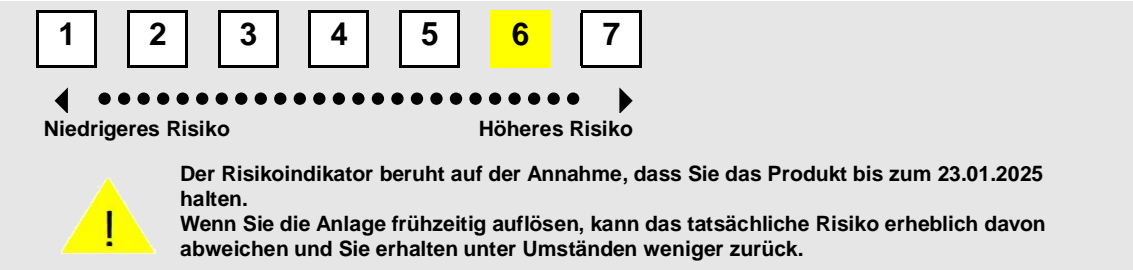 1 2 3 4 5 6 7
Niedrigeres Risiko Höheres Risiko
Der Risikoindikator beruht auf der Annahme, dass Sie das Produkt bis zum 23.01.2025
halten.
Wenn Sie die Anlage frühzeitig auflösen, kann das tatsächliche Risiko erheblich davon
abweichen und Sie erhalten unter Umständen weniger zurück.
!